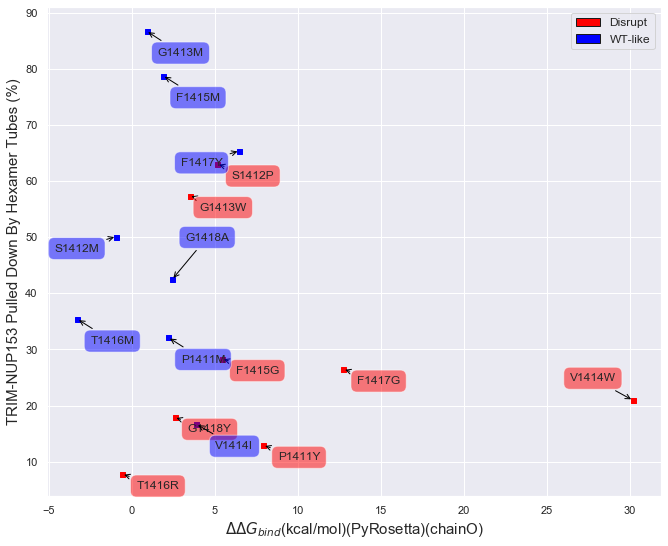 90
80
70
60
50
40
30
20
10
-5 0 5 10 15 20 25 30
TRIM-NUP153 Pulled Down By Hexamer Tubes (%)
ΔΔG_bind(kcal/mol)(PyRosetta)(chainO)
Disrupt
WT-like
G1413M
F1415M
F1417Y
S1412P
G1413W
G1418A
S1412M
T1416M
P1411M
F1415G
F1417G
V1414W
G1418Y
V1414I
P1411Y
T1416R